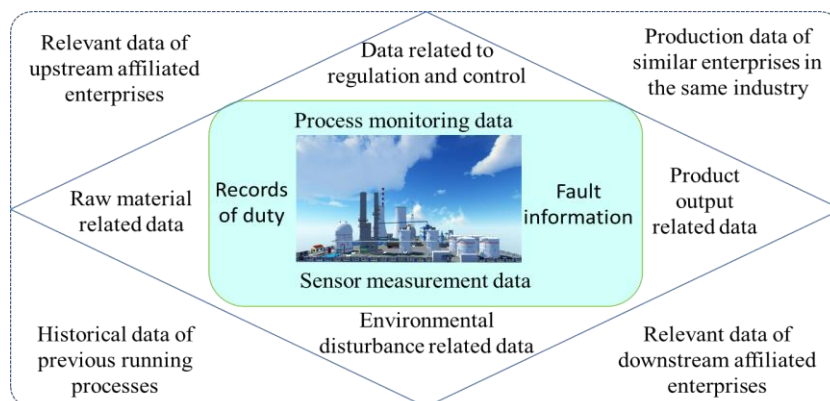 Relevant data of
upstream affiliated
enterprises
Data related to
regulation and control
Production data of
similar enterprises in
the same industry
Process monitoring data
Raw material
related data
Records
of duty
Fault
information
Product
output
related data
Sensor measurement data
Historical data of
previous running
processes
Environmental
disturbance related data
Relevant data of
downstream affiliated
enterprises